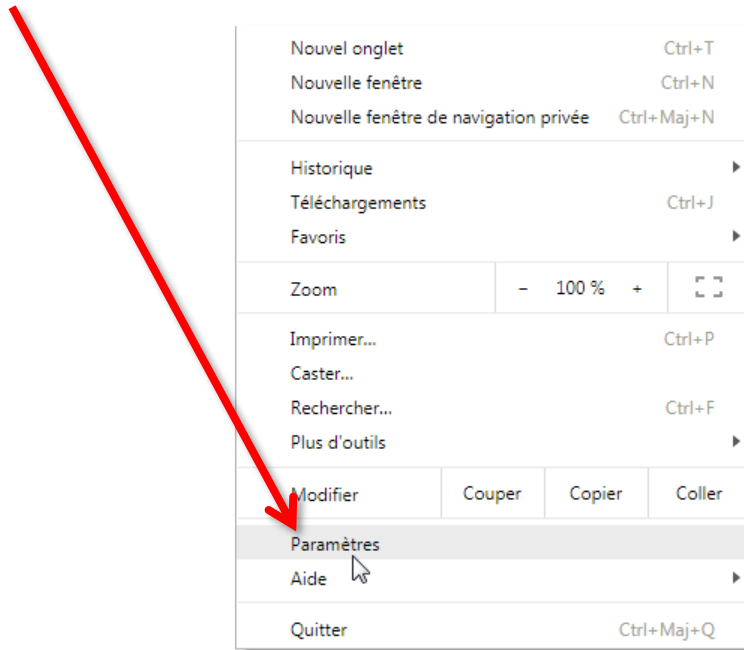 Nouvel onglet Ctrl+T
Nouvelle fenêtre Ctrl+N
Nouvelle fenêtre de navigation privée Ctrl+Maj+N
Historique
Téléchargements Ctrl+J
Favoris
Zoom - 100 % +
Imprimer... Ctrl+P
Caster...
Rechercher... Ctrl+F
Plus d'outils
Modifier Couper Copier Coller
Paramètres
Aide
Quitter Ctrl+Maj+Q